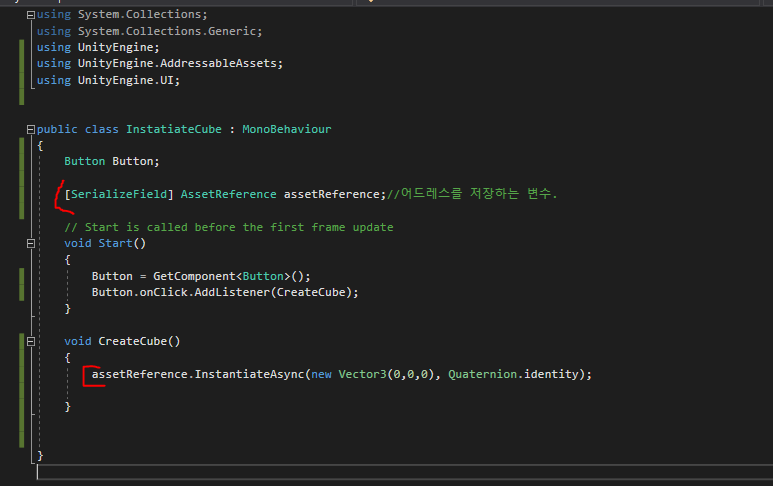 using System.Collections;
using System.Collections.Generic;
using UnityEngine;
using UnityEngine.AddressableAssets;
using UnityEngine.UI;
public class InstatiateCube : MonoBehaviour
{
Button Button;
[SerializeField] AssetReference assetReference;//어드레스를 저장하는 변수.
// Start is called before the first frame update
void Start()
{
Button = GetComponent<Button>();
Button.onClick.AddListener(CreateCube);
}
void CreateCube()
{
assetReference.InstantiateAsync(new Vector3(0,0,0), Quaternion.identity);
}
}